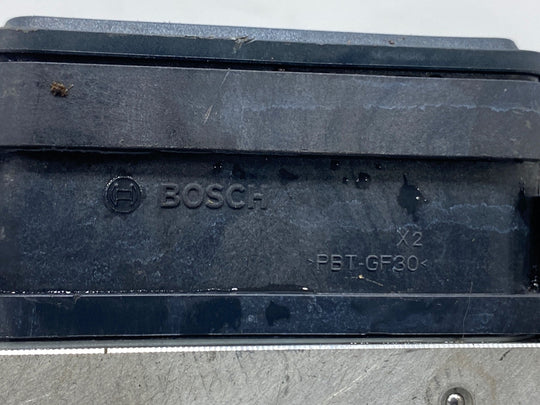 BOSCH
X2
>PBT-GF30<